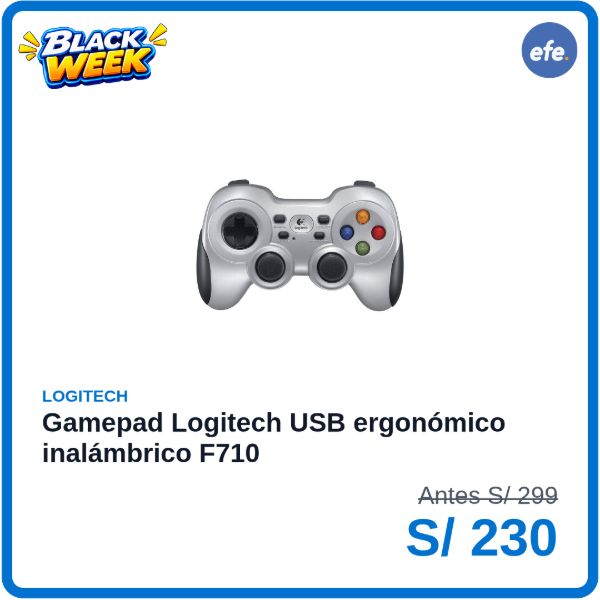 BLACK
WEEK
efe.
LOGITECH
Gamepad Logitech USB ergonómico
inalámbrico F710
Antes S/ 299
S/ 230